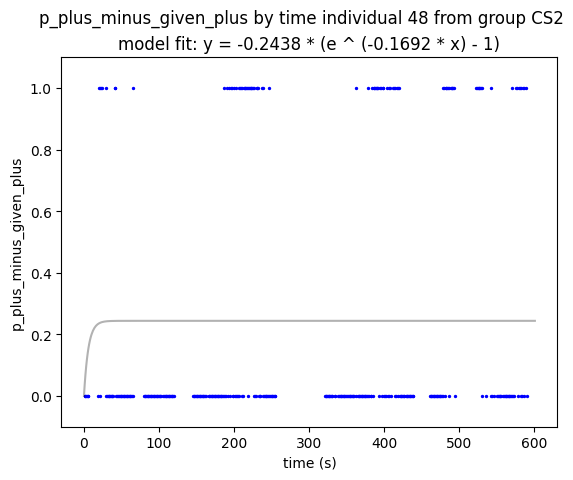 p_plus_minus_given_plus by time individual 48 from group CS2
model fit: y = -0.2438 * (e ^ (-0.1692 * x) - 1)
1.0
0.8
0.6
0.4
0.2
0.0
p_plus_minus_given_plus
0 100 200 300 400 500 600
time (s)